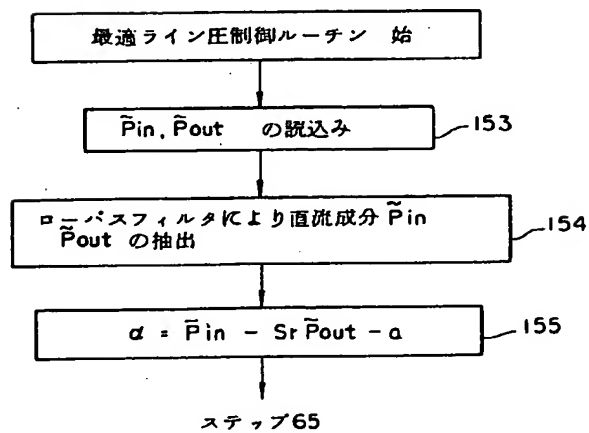 最適ライン圧制御ルーチン 始
P̃in, P̃out の読込み
153
ローパスフィルタにより直流成分 P̃in
P̃out の抽出
154
α = P̄in - Sr P̃out - a
155
ステップ65